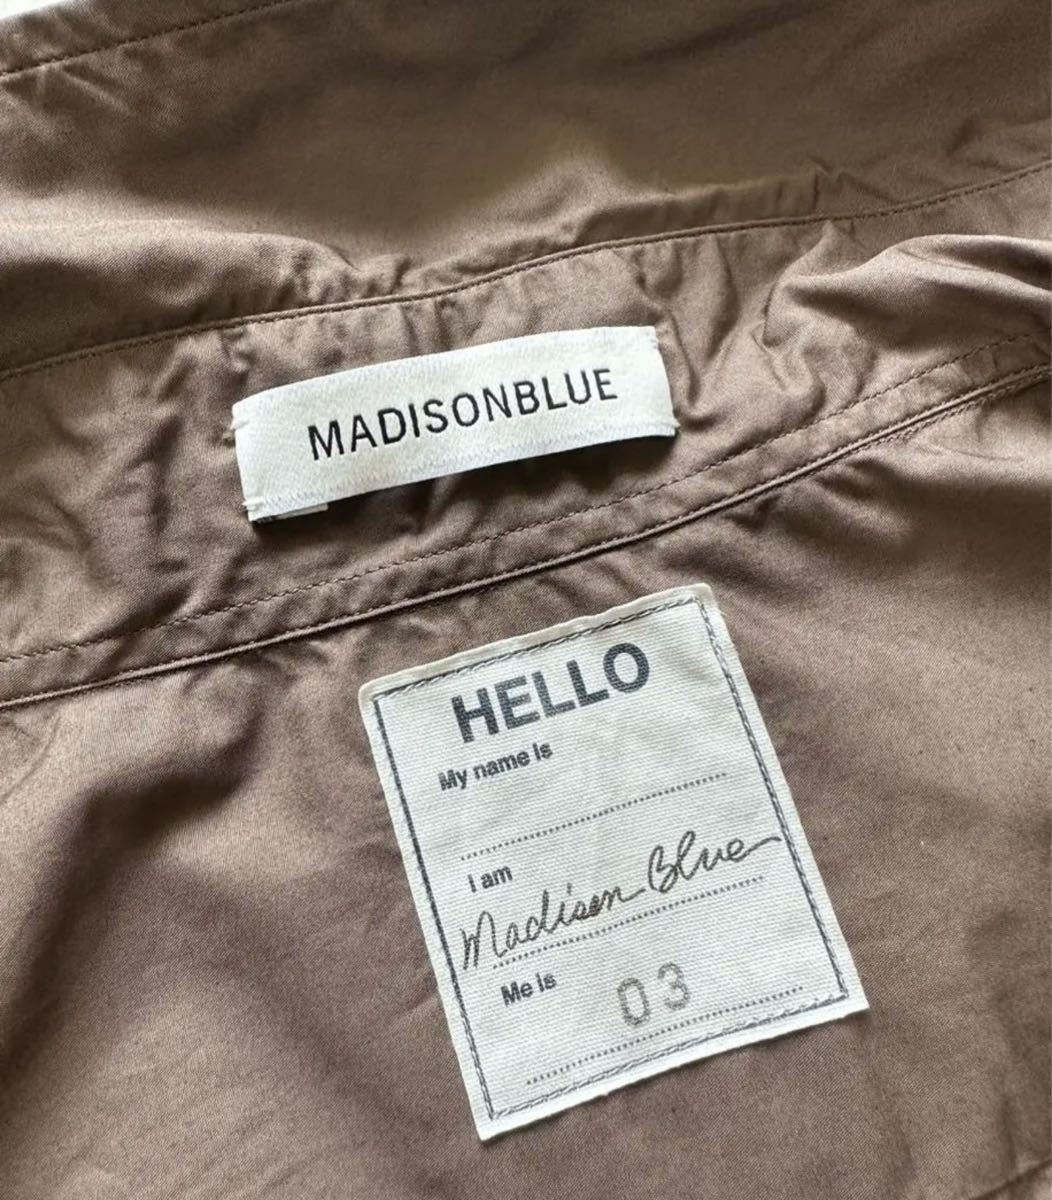 MADISONBLUE
HELLO
My name is
I am
Madison Blue
Me is
03